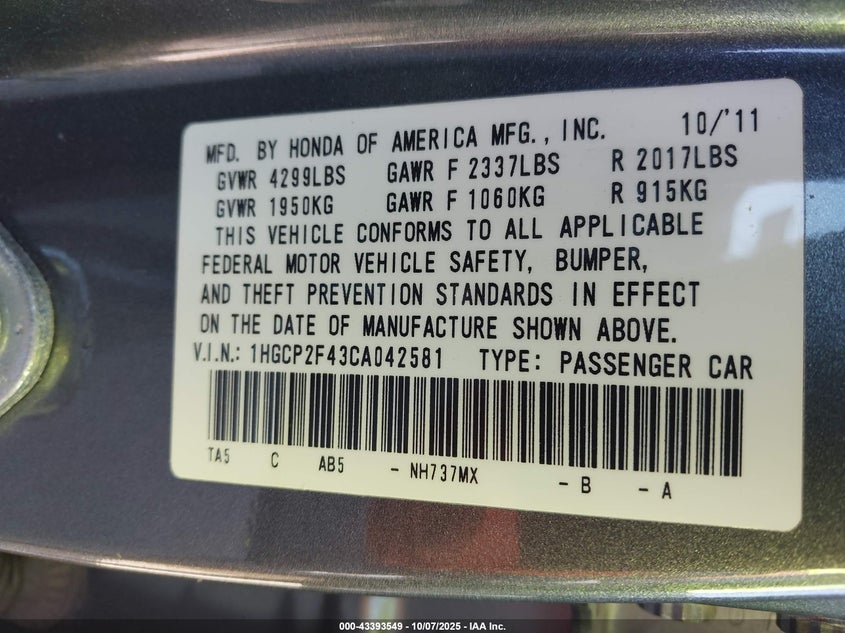 MFD. BY HONDA OF AMERICA MFG., INC. 10/'11
GVWR 4299LBS GAWR F 2337LBS R 2017LBS
GVWR 1950KG GAWR F 1060KG R 915KG
THIS VEHICLE CONFORMS TO ALL APPLICABLE
FEDERAL MOTOR VEHICLE SAFETY, BUMPER,
AND THEFT PREVENTION STANDARDS IN EFFECT
ON THE DATE OF MANUFACTURE SHOWN ABOVE.
V.I.N.: 1HGCP2F43CA042581 TYPE: PASSENGER CAR
TA5 C AB5 - NH737MX - B - A
000-43393549 - 10/07/2025 - IAA Inc.